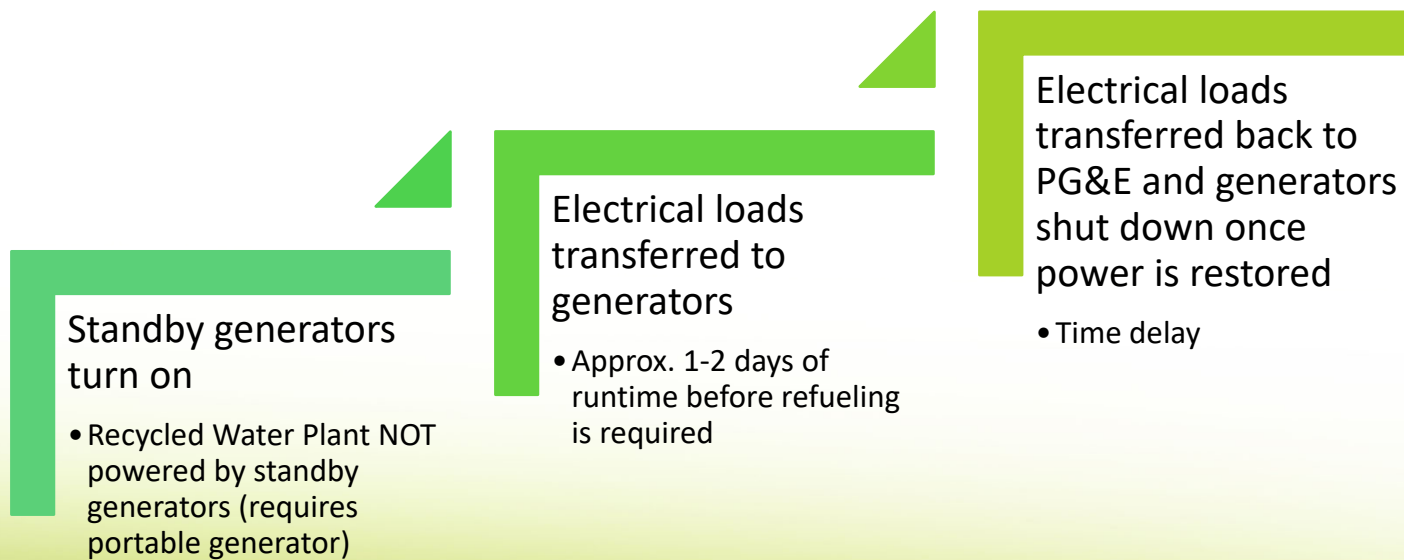 Standby generators
turn on
• Recycled Water Plant NOT
powered by standby
generators (requires
portable generator)
Electrical loads
transferred to
generators
• Approx. 1-2 days of
runtime before refueling
is required
Electrical loads
transferred back to
PG&E and generators
shut down once
power is restored
• Time delay